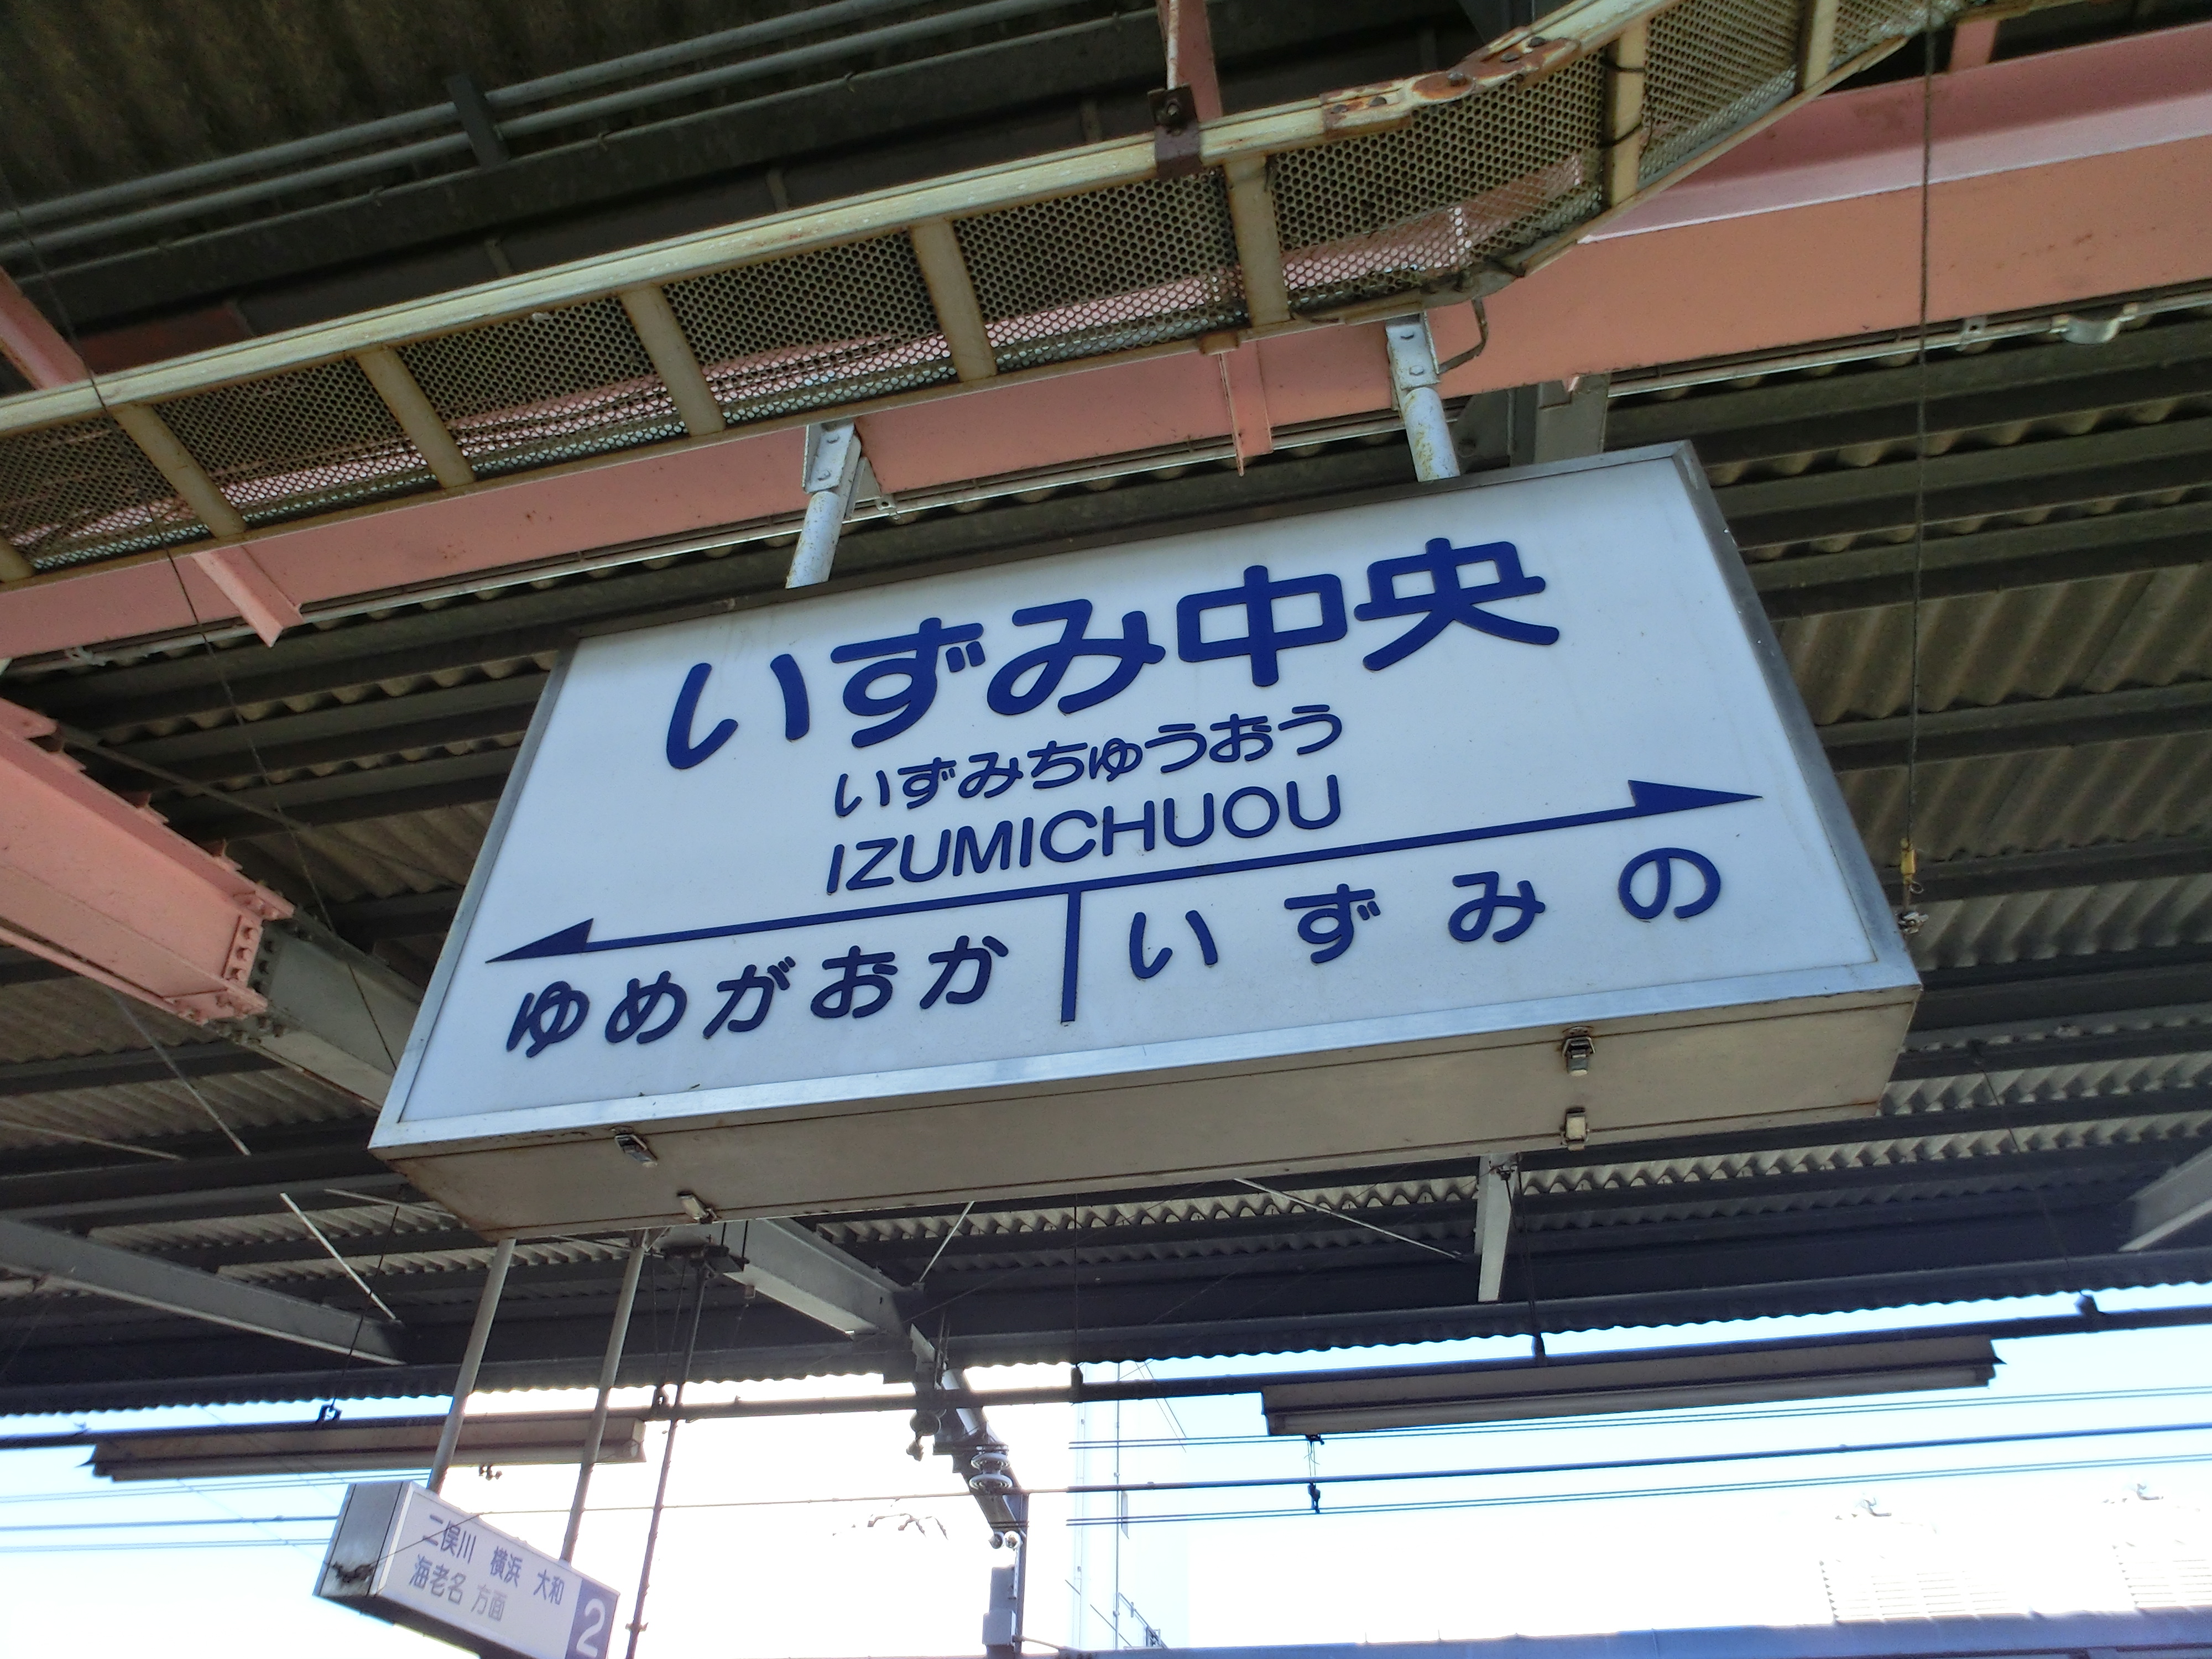 いずみ中央
いずみちゅうおう
IZUMICHUOU
ゆめがおか
いずみの
二俣川 横浜 大和
海老名 方面
2